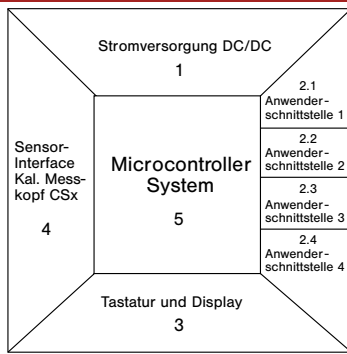 Stromversorgung DC/DC
1
2.1
Anwender-
schnittstelle 1
2.2
Anwender-
schnittstelle 2
2.3
Anwender-
schnittstelle 3
2.4
Anwender-
schnittstelle 4
Sensor-
Interface
Kal. Mess-
kopf CSx
4
Microcontroller
System
5
Tastatur und Display
3